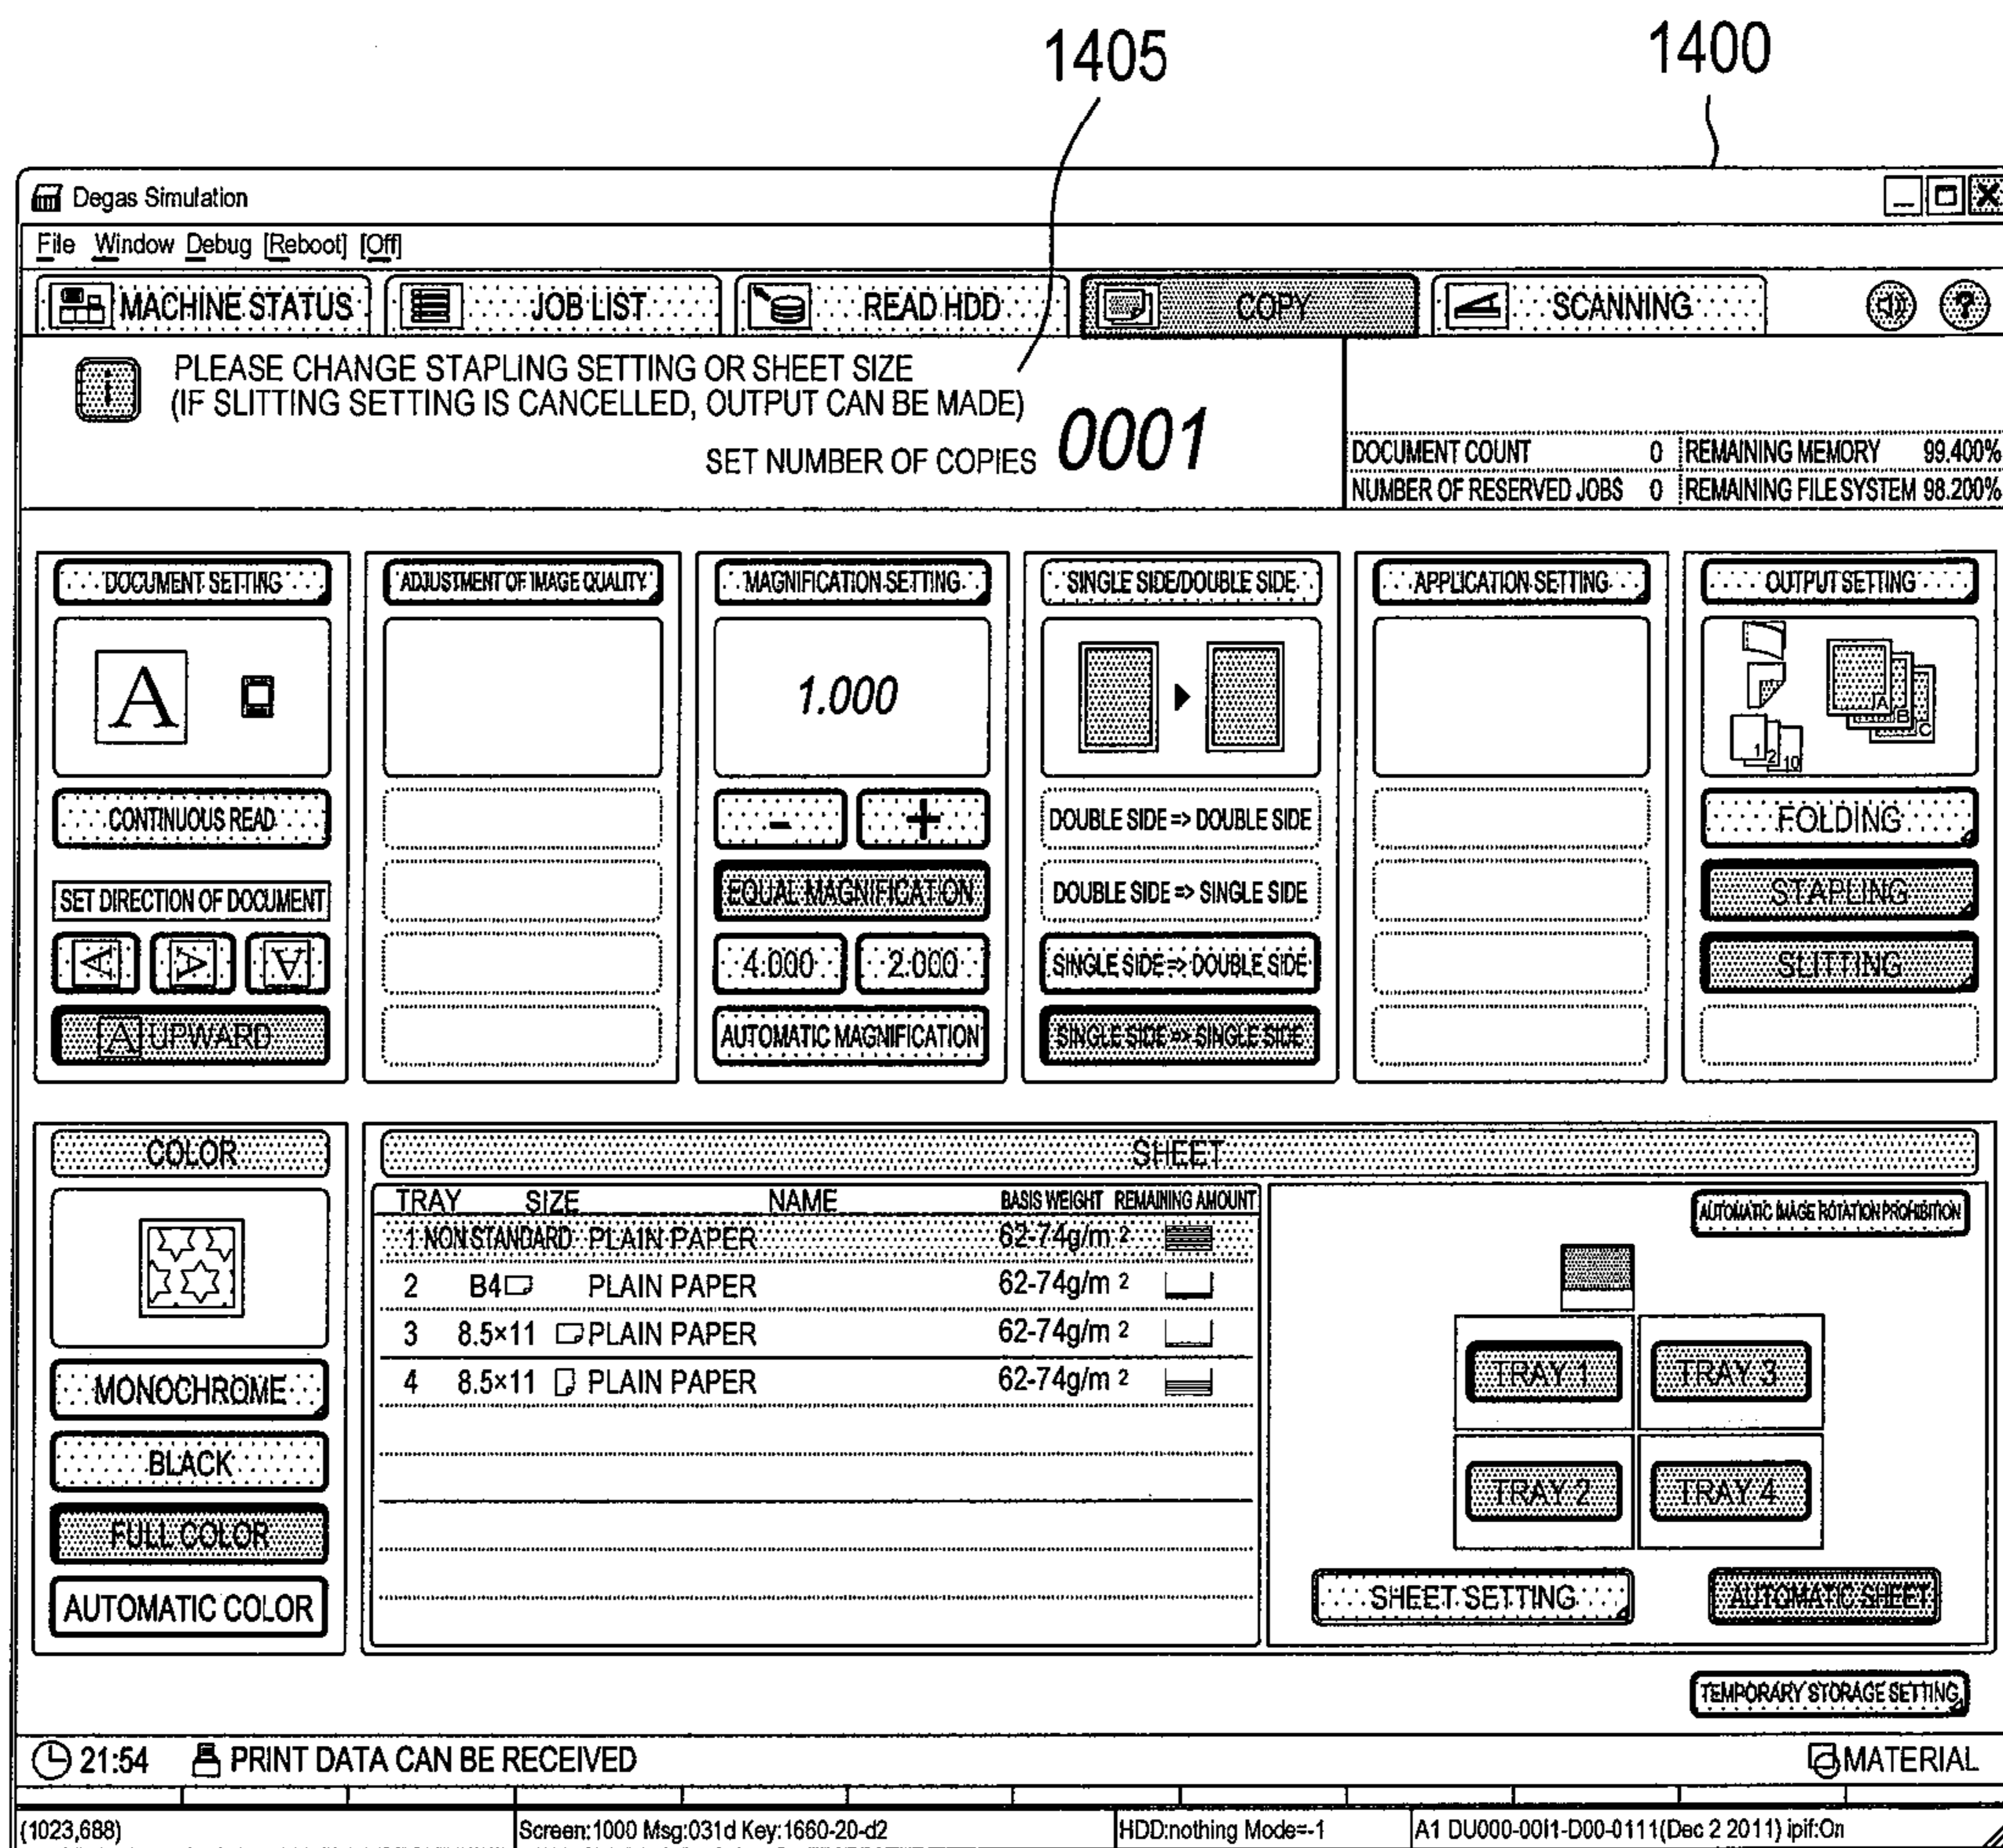 1405
1400
Degas Simulation
File Window Debug [Reboot] [Off]
MACHINE STATUS JOB LIST READ HDD COPY SCANNING ?
i PLEASE CHANGE STAPLING SETTING OR SHEET SIZE
(IF SLITTING SETTING IS CANCELLED, OUTPUT CAN BE MADE)
SET NUMBER OF COPIES 0001
DOCUMENT COUNT 0 REMAINING MEMORY 99.400%
NUMBER OF RESERVED JOBS 0 REMAINING FILE SYSTEM 98.200%
DOCUMENT SETTING
A
CONTINUOUS READ
SET DIRECTION OF DOCUMENT
A A A
A UPWARD
ADJUSTMENT OF IMAGE QUALITY
MAGNIFICATION SETTING
1.000
- +
EQUAL MAGNIFICATION
4.000 2.000
AUTOMATIC MAGNIFICATION
SINGLE SIDE/DOUBLE SIDE
DOUBLE SIDE => DOUBLE SIDE
DOUBLE SIDE => SINGLE SIDE
SINGLE SIDE => DOUBLE SIDE
SINGLE SIDE => SINGLE SIDE
APPLICATION SETTING
OUTPUT SETTING
A B C
1 2 10
FOLDING
STAPLING
SLITTING
COLOR
MONOCHROME
BLACK
FULL COLOR
AUTOMATIC COLOR
SHEET
TRAY SIZE NAME BASIS WEIGHT REMAINING AMOUNT
1 NON STANDARD PLAIN PAPER 62-74g/m 2
2 B4 PLAIN PAPER 62-74g/m 2
3 8.5×11 PLAIN PAPER 62-74g/m 2
4 8.5×11 PLAIN PAPER 62-74g/m 2
AUTOMATIC IMAGE ROTATION PROHIBITION
TRAY 1 TRAY 3
TRAY 2 TRAY 4
SHEET SETTING AUTOMATIC SHEET
TEMPORARY STORAGE SETTING
21:54 PRINT DATA CAN BE RECEIVED MATERIAL
(1023,688) Screen:1000 Msg:031d Key:1660-20-d2 HDD:nothing Mode=-1 A1 DU000-00I1-D00-0111(Dec 2 2011) ipif:On